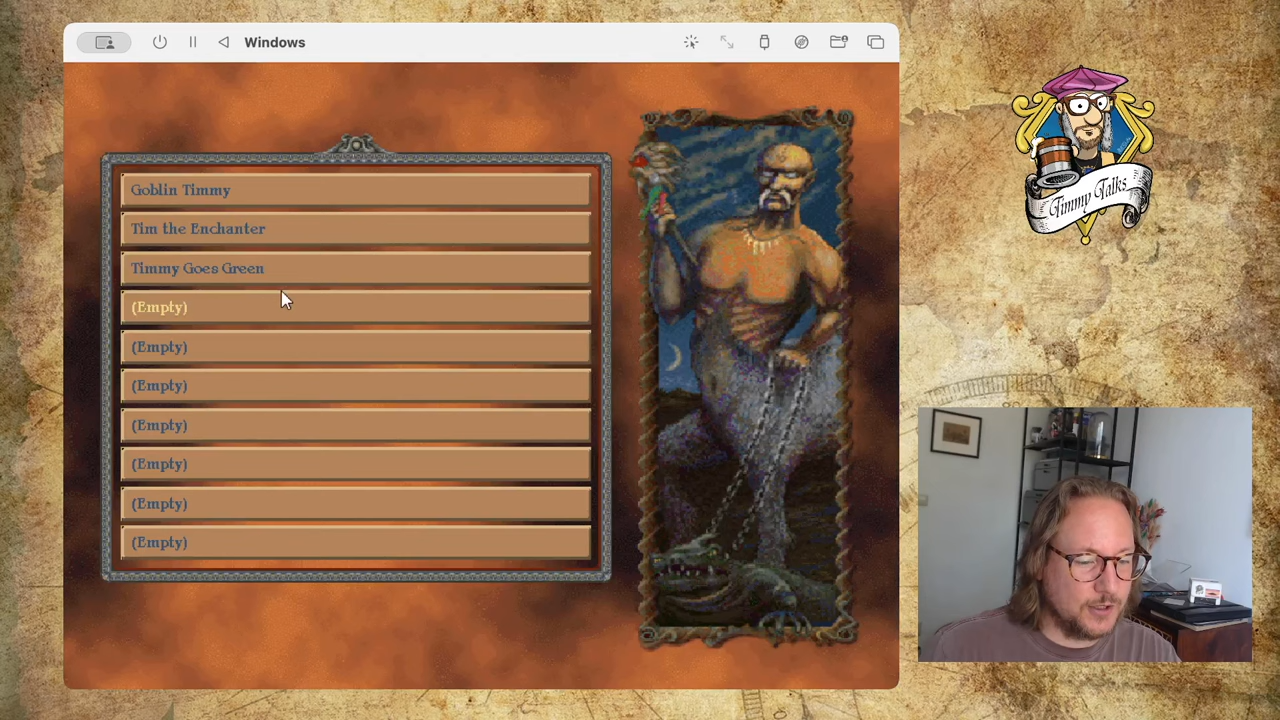 Windows
Goblin Timmy
Tim the Enchanter
Timmy Goes Green
(Empty)
(Empty)
(Empty)
(Empty)
(Empty)
(Empty)
(Empty)
Timmy Talks